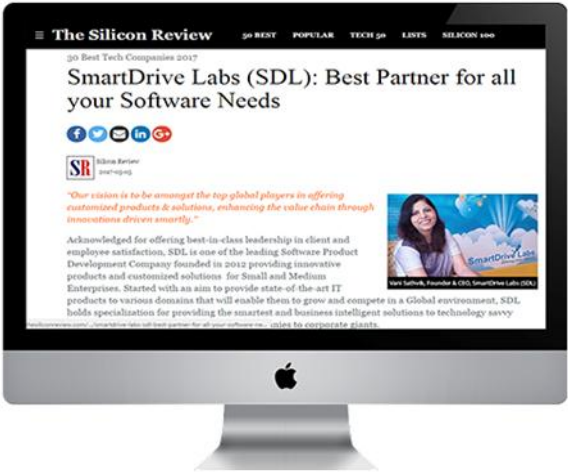 ≡ The Silicon Review 50 BEST POPULAR TECH 50 LISTS SILICON 100
30 Best Tech Companies 2017
SmartDrive Labs (SDL): Best Partner for all
your Software Needs
f in G+
SR Silicon Review
"Our vision is to be amongst the top global players in offering
customized products & solutions, enhancing the value chain through
innovations driven smartly."
SmartDrive Labs
Vani Sathvik, Founder & CEO, SmartDrive Labs (SDL)
Acknowledged for offering best-in-class leadership in client and
employee satisfaction, SDL is one of the leading Software Product
Development Company founded in 2012 providing innovative
products and customized solutions for Small and Medium
Enterprises. Started with an aim to provide state-of-the-art IT
products to various domains that will enable them to grow and compete in a Global environment, SDL
holds specialization for providing the smartest and business intelligent solutions to technology savvy
nies to corporate giants.